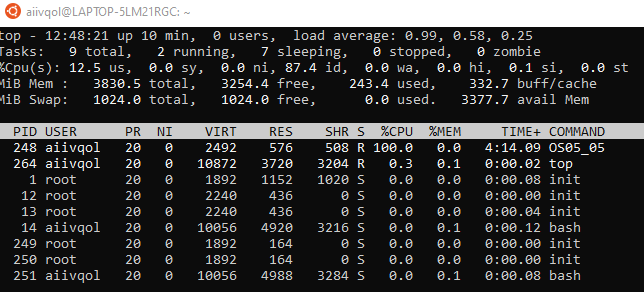 aiivqol@LAPTOP-5LM21RGC: ~
top - 12:48:21 up 10 min,  0 users,  load average: 0.99, 0.58, 0.25
Tasks:   9 total,   2 running,   7 sleeping,   0 stopped,   0 zombie
%Cpu(s): 12.5 us,  0.0 sy,  0.0 ni, 87.4 id,  0.0 wa,  0.0 hi,  0.1 si,  0.0 st
MiB Mem :   3830.5 total,   3254.4 free,    243.4 used,    332.7 buff/cache
MiB Swap:   1024.0 total,   1024.0 free,      0.0 used.   3377.7 avail Mem
PID USER      PR  NI    VIRT    RES    SHR S  %CPU  %MEM     TIME+ COMMAND
248 aiivqol   20   0    2492    576    508 R 100.0   0.0   4:14.09 OS05_05
264 aiivqol   20   0   10872   3720   3204 R   0.3   0.1   0:00.02 top
1 root      20   0    1892   1152   1020 S   0.0   0.0   0:00.08 init
12 root      20   0    2240    436      0 S   0.0   0.0   0:00.00 init
13 root      20   0    2240    436      0 S   0.0   0.0   0:00.04 init
14 aiivqol   20   0   10056   4920   3216 S   0.0   0.1   0:00.12 bash
249 root      20   0    1892    164      0 S   0.0   0.0   0:00.00 init
250 root      20   0    1892    164      0 S   0.0   0.0   0:00.00 init
251 aiivqol   20   0   10056   4988   3284 S   0.0   0.1   0:00.08 bash